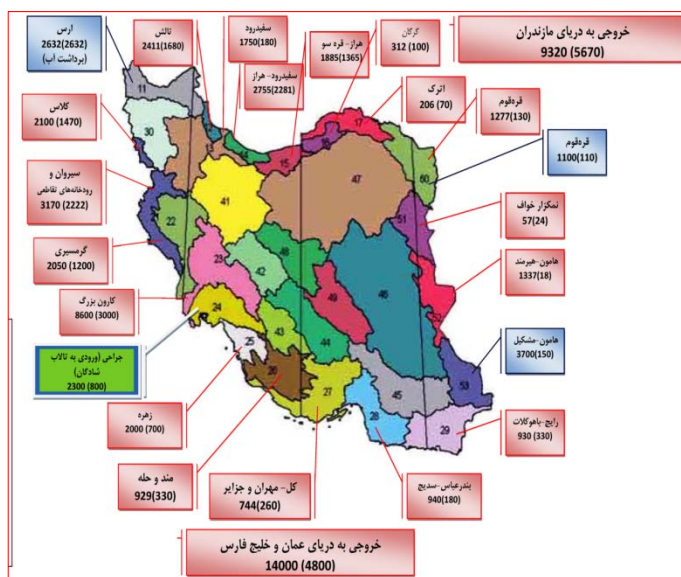 ارس
2632(2632)
(برداشت آب)
تالش
2411(1680)
سفیدرود
1750(180)
سفیدرود- هراز
2755(2281)
هراز- قره سو
1885(1365)
گرگان
312 (100)
اترک
206 (70)
خروجی به دریای مازندران
9320 (5670)
قره‌قوم
1277(130)
قره‌قوم
1100(110)
کلاس
2100 (1470)
سیروان و
رودخانه‌های تقاطعی
3170 (2222)
گرمسیری
2050 (1200)
کارون بزرگ
8600 (3000)
جراحی (ورودی به تالاب
شادگان)
2300 (800)
زهره
2000 (700)
مند و حله
929(330)
کل- مهران و جزایر
744(260)
بندرعباس-سدیج
940(180)
رابج-باهوکلات
930 (330)
هامون-مشکیل
3700(150)
هامون-هیرمند
1337(18)
نمکزار خواف
57(24)
خروجی به دریای عمان و خلیج فارس
14000 (4800)
11
30
41
15
16
17
47
60
51
22
23
42
48
49
46
24
25
43
44
26
27
45
28
29
52
53